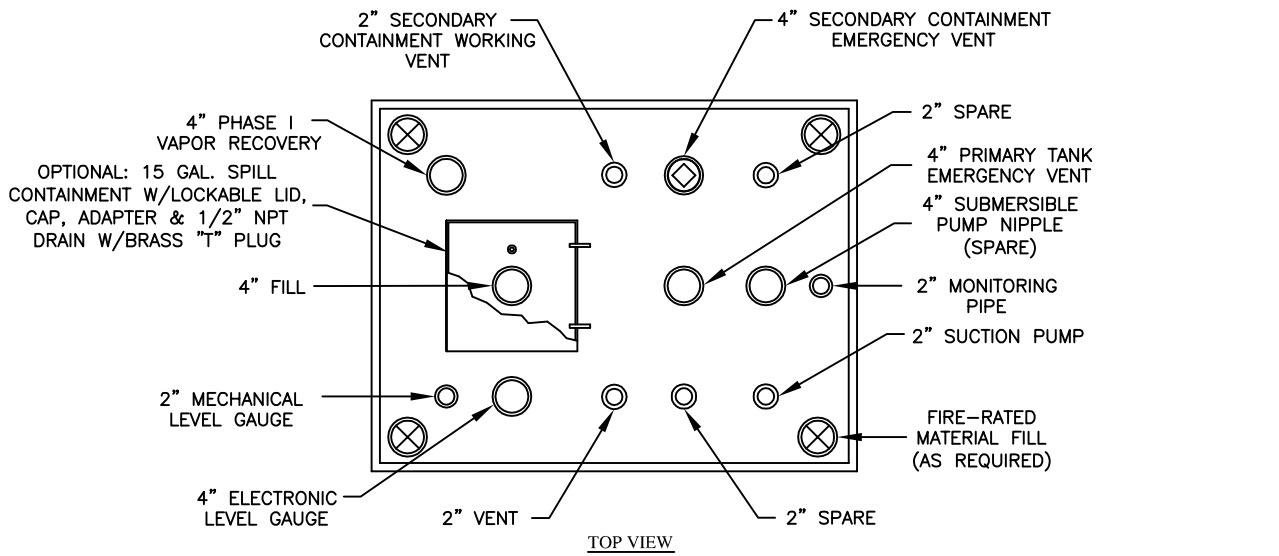 2” SECONDARY
CONTAINMENT WORKING
VENT
4” SECONDARY CONTAINMENT
EMERGENCY VENT
4” PHASE I
VAPOR RECOVERY
2” SPARE
OPTIONAL: 15 GAL. SPILL
CONTAINMENT W/LOCKABLE LID,
CAP, ADAPTER & 1/2” NPT
DRAIN W/BRASS "T" PLUG
4” PRIMARY TANK
EMERGENCY VENT
4” SUBMERSIBLE
PUMP NIPPLE
(SPARE)
4” FILL
2” MONITORING
PIPE
2” SUCTION PUMP
2” MECHANICAL
LEVEL GAUGE
FIRE-RATED
MATERIAL FILL
(AS REQUIRED)
4” ELECTRONIC
LEVEL GAUGE
2” VENT
2” SPARE
TOP VIEW